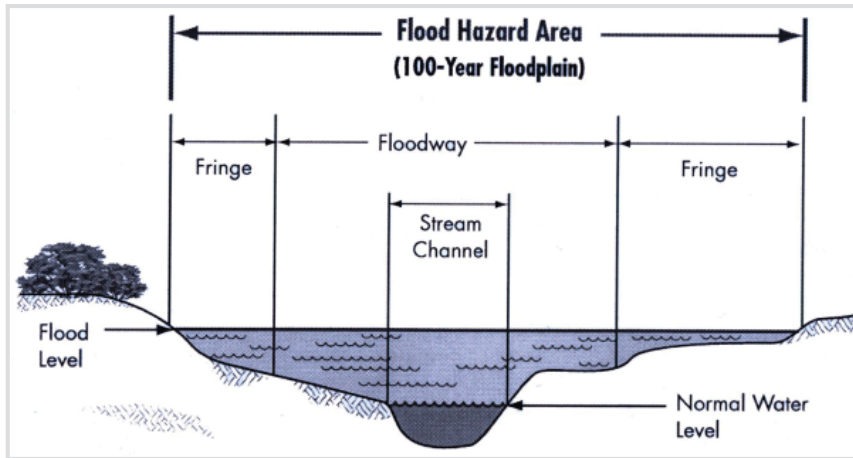 Flood Hazard Area
(100-Year Floodplain)
Fringe
Floodway
Fringe
Stream
Channel
Flood
Level
Normal Water
Level